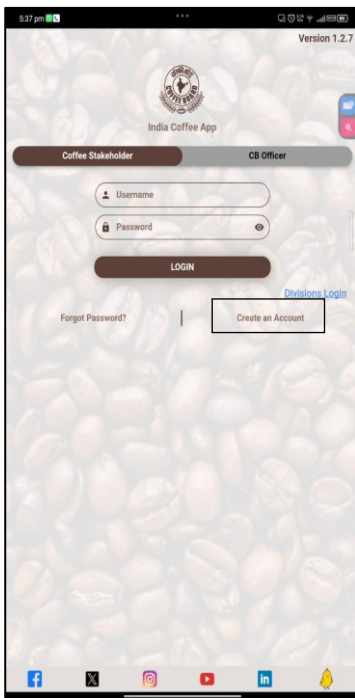 5:37 pm
Version 1.2.7
India Coffee App
Coffee Stakeholder
CB Officer
Username
Password
LOGIN
Divisions Login
Forgot Password? | Create an Account